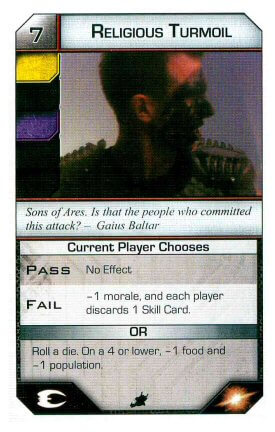 7
RELIGIOUS TURMOIL
Sons of Ares. Is that the people who committed
this attack? – Gaius Baltar
Current Player Chooses
PASS No Effect
FAIL −1 morale, and each player
discards 1 Skill Card.
OR
Roll a die. On a 4 or lower, −1 food and
−1 population.